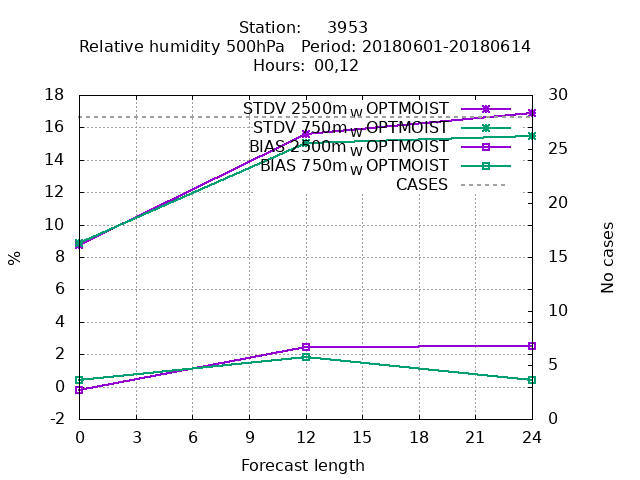 Station: 3953
Relative humidity 500hPa Period: 20180601-20180614
Hours: 00,12
STDV 2500m_W OPTMOIST
STDV 750m_W OPTMOIST
BIAS 2500m_W OPTMOIST
BIAS 750m_W OPTMOIST
CASES
18
16
14
12
10
8
6
4
2
0
-2
%
30
25
20
15
10
5
0
No cases
0 3 6 9 12 15 18 21 24
Forecast length